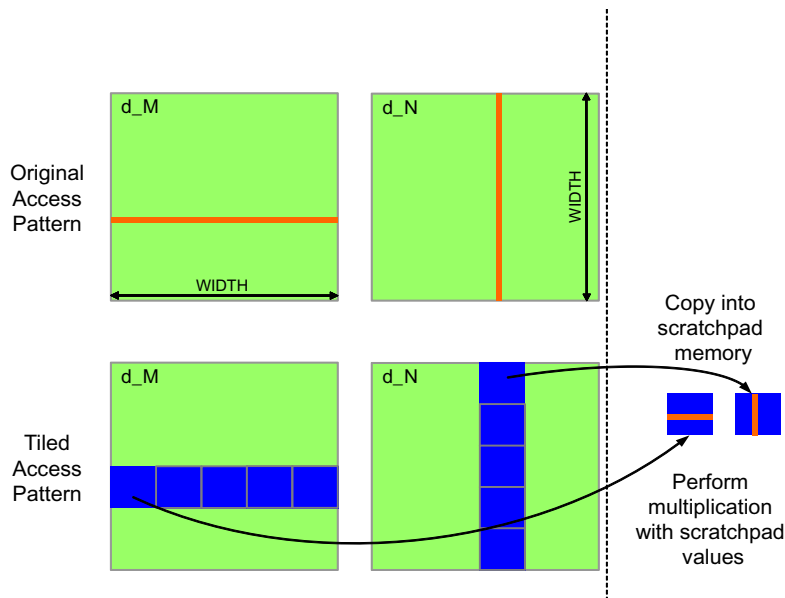 d_M
d_N
Original
Access
Pattern
WIDTH
WIDTH
Copy into
scratchpad
memory
d_M
d_N
Tiled
Access
Pattern
Perform
multiplication
with scratchpad
values